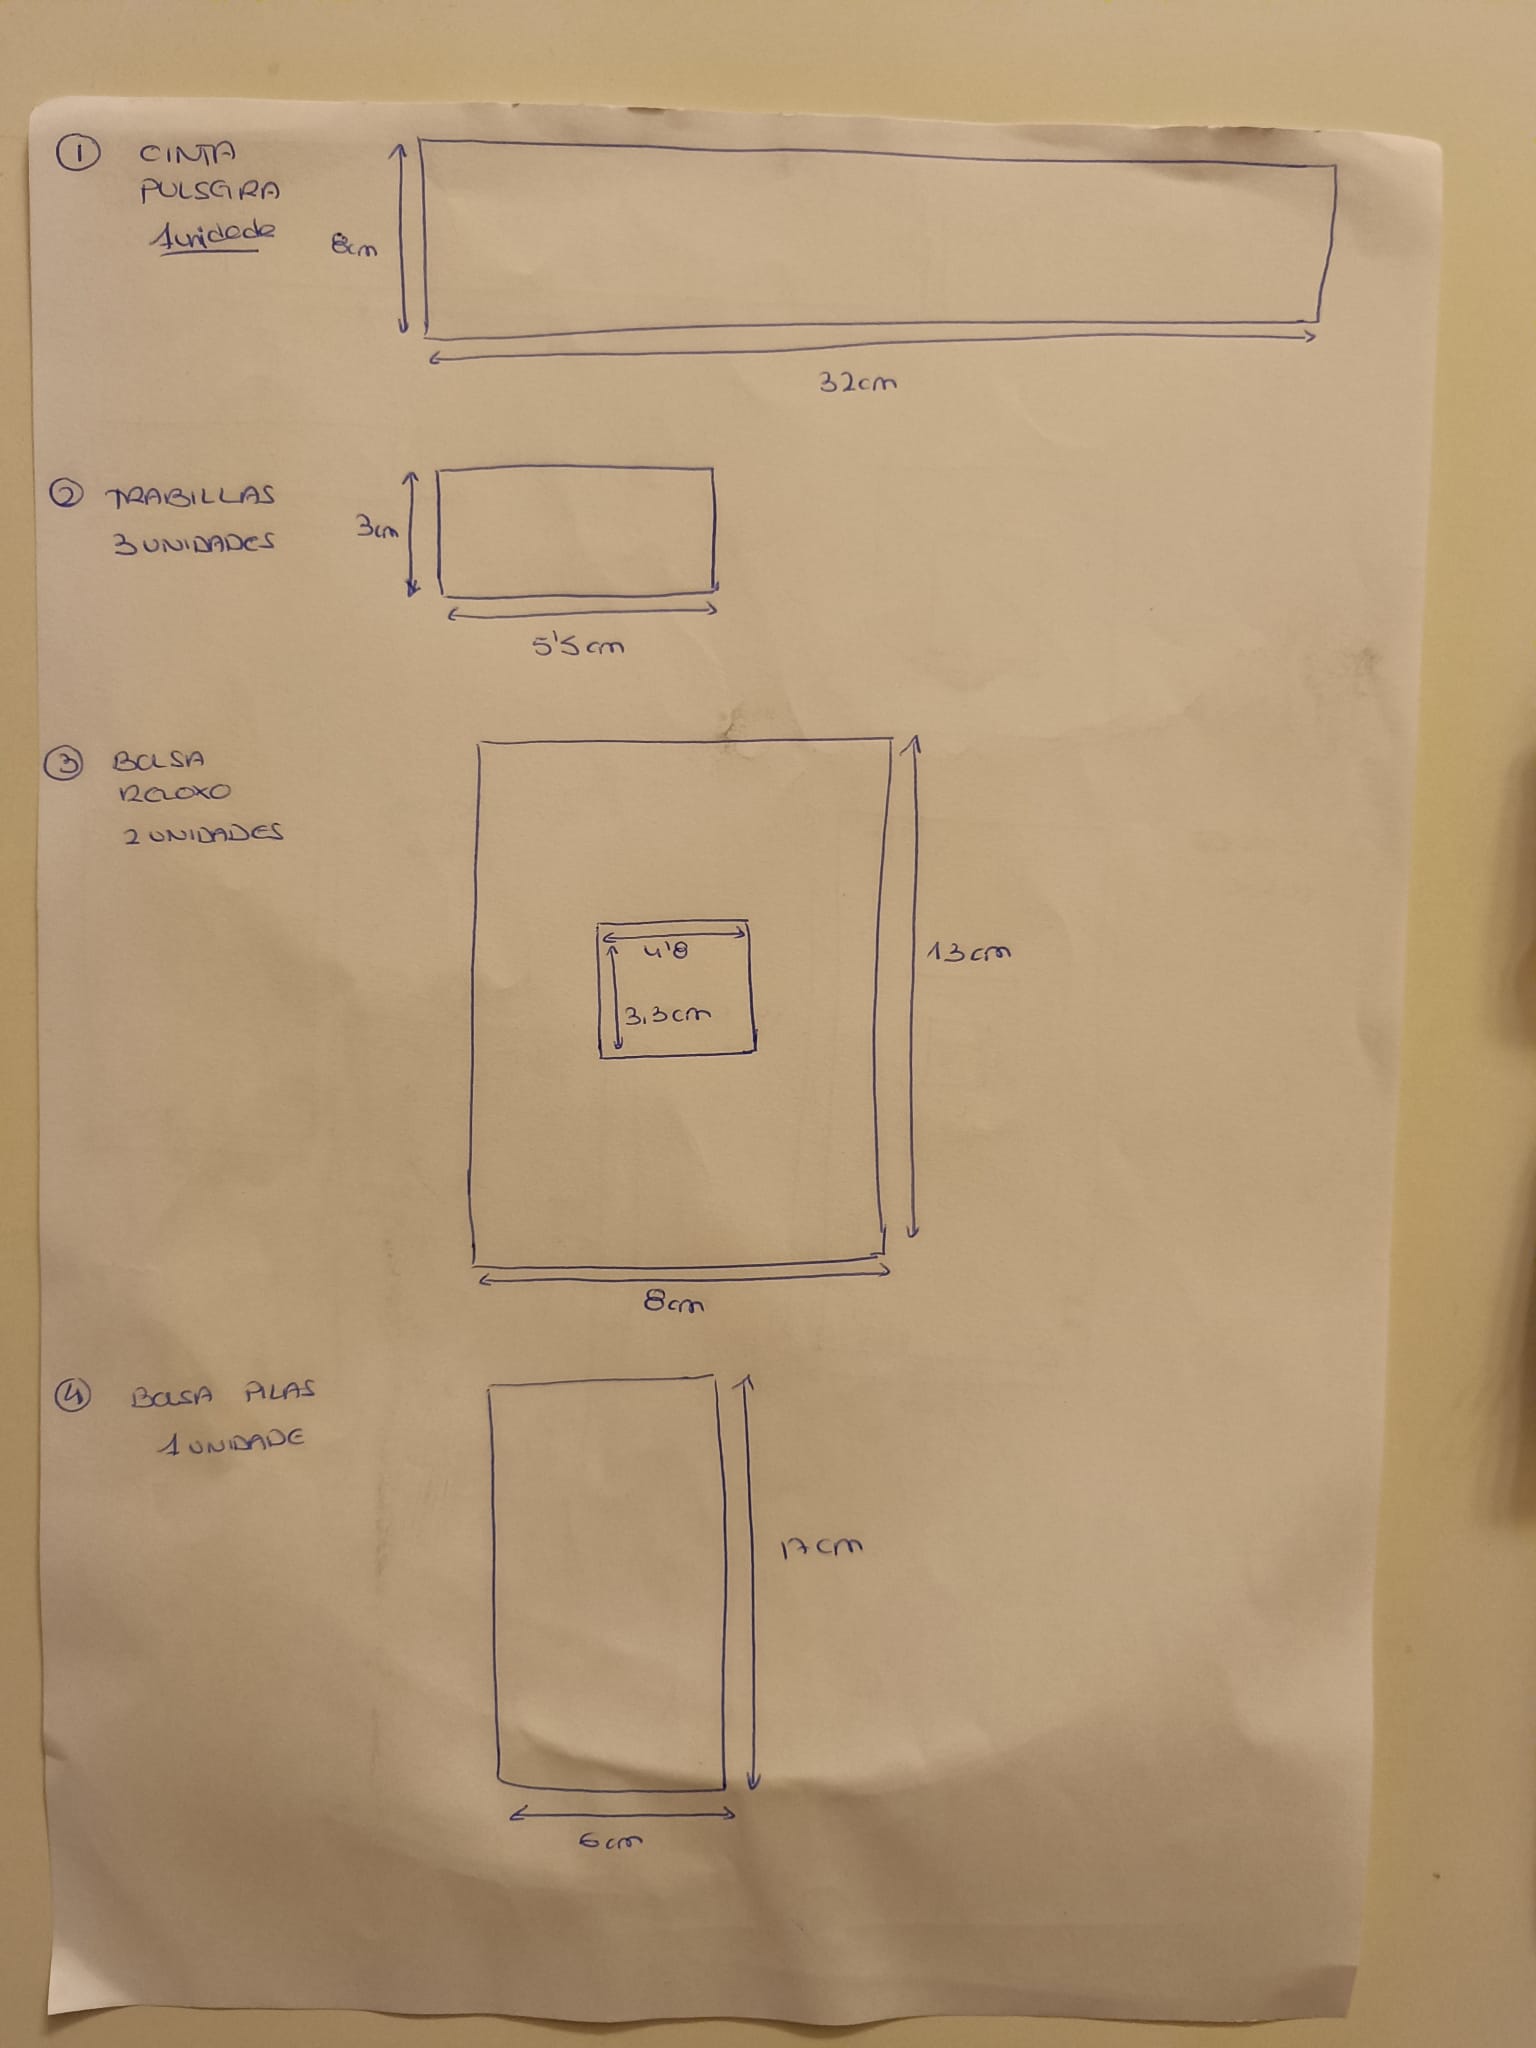 ① CINTA
PULSEIRA
1 unidade
8cm
32cm
② TRABILLAS
3 UNIDADES
3cm
5'5cm
③ BOLSA
RELOXO
2 UNIDADES
4'8
3,3cm
13cm
8cm
④ BOLSA PILAS
1 UNIDADE
17cm
6cm